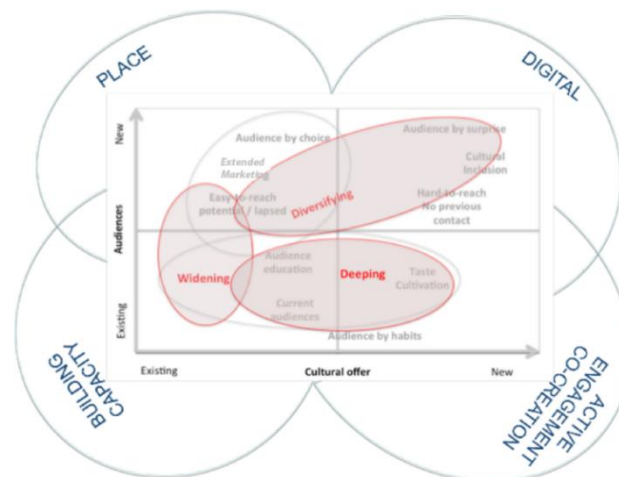 PLACE
DIGITAL
New
Audience by choice
Audience by surprise
Extended
Marketing
Cultural
Inclusion
Easy-to-reach
potential / lapsed
Diversifying
Hard-to-reach
No previous
contact
Audiences
Audience
education
Widening
Deeping
Taste
Cultivation
Current
audiences
Existing
Audience by habits
Existing
Cultural offer
New
BUILDING
CAPACITY
ACTIVE
ENGAGEMENT
CO-CREATION